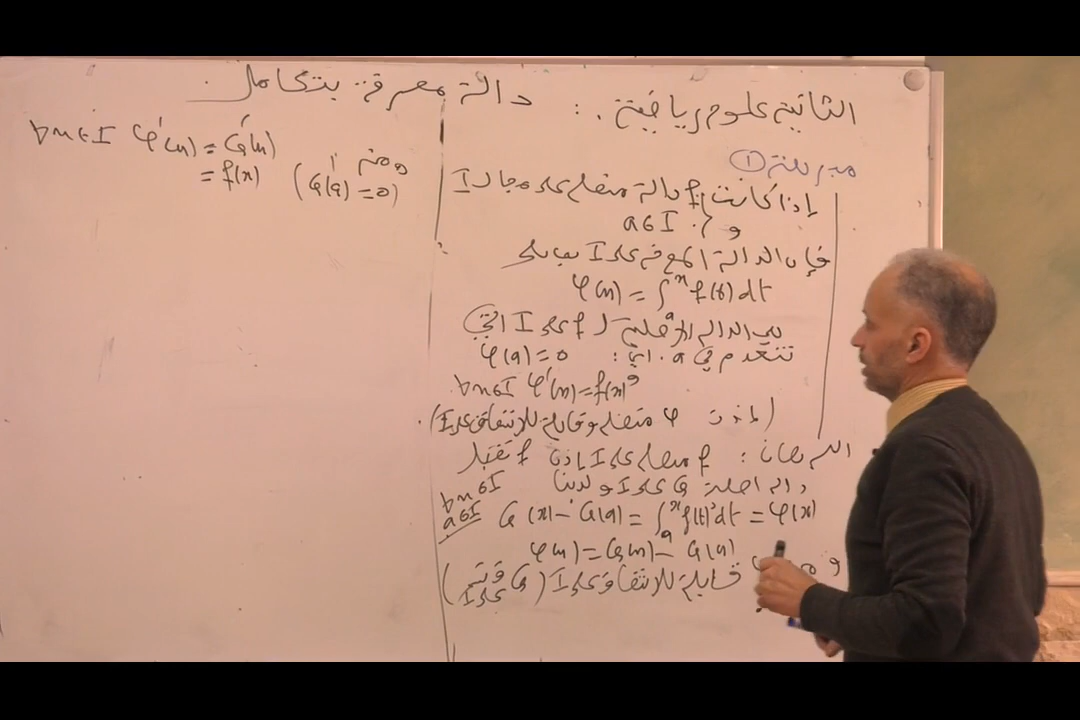 الثانية علوم رياضية : دالة معرفة بتكامل.
مبرهنة ①
إذا كانت f دالة متصلة على مجال I
و a∈I
فإن الدالة المعرفة على I بما يلي
φ(x) = ∫ₐˣ f(t) dt
هي الدالة الأصلية لـ f على I التي
تنعدم في a. أي : φ(a)=0
و ∀x∈I φ'(x)=f(x)
φ متصلة وقابلة للاشتقاق على I).
البرهان : f متصلة على I إذن f تقبل
دالة أصلية G على I ولدينا
∀x∈I
a∈I G(x) − G(a) = ∫ₐˣ f(t) dt = φ(x)
φ(x) = G(x) − G(a)
قابلة للاشتقاق على I (G ق ش على I)
ومنه
∀x∈I φ'(x) = G'(x)
= f(x) (G'(a) = 0)